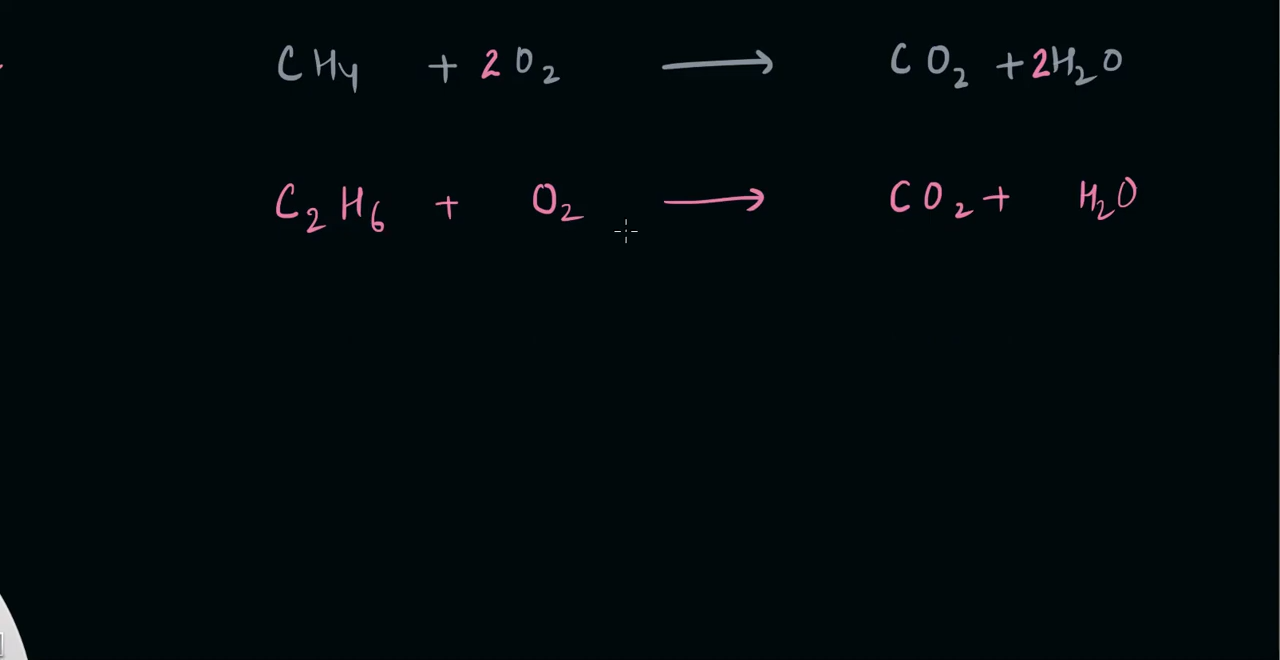 CH4 + 2O2 ⟶ CO2 + 2H2O
C2H6 + O2 ⟶ CO2 + H2O